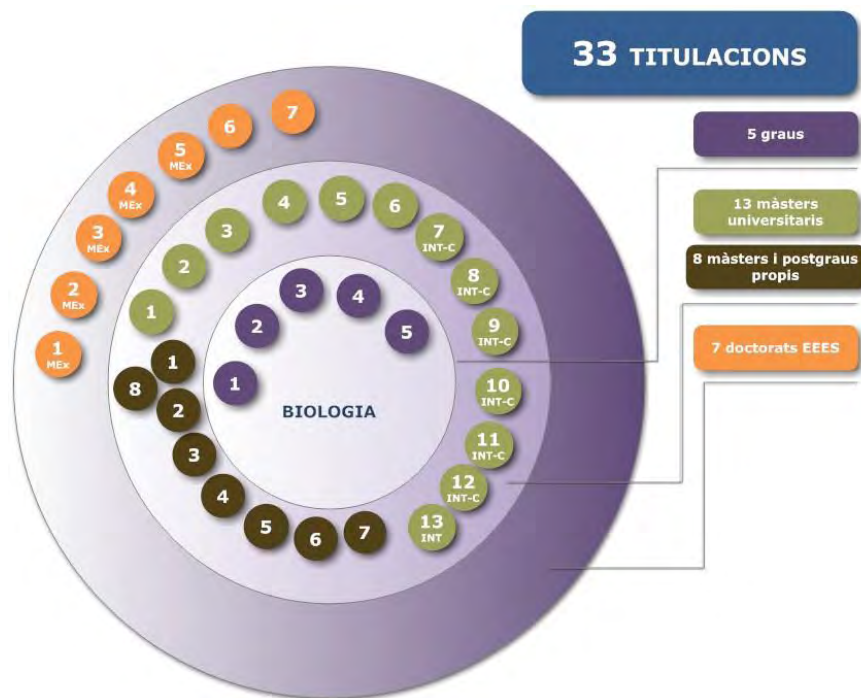 33 TITULACIONS
5 graus
13 màsters
universitaris
8 màsters i postgraus
propis
7 doctorats EEES
7
6
5
MEx
4
MEx
3
MEx
2
MEx
1
MEx
1
2
3
4
5
6
7
INT-C
8
INT-C
9
INT-C
10
INT-C
11
INT-C
12
INT-C
13
INT
1
8
2
3
4
5
6
7
1
2
3
4
5
BIOLOGIA